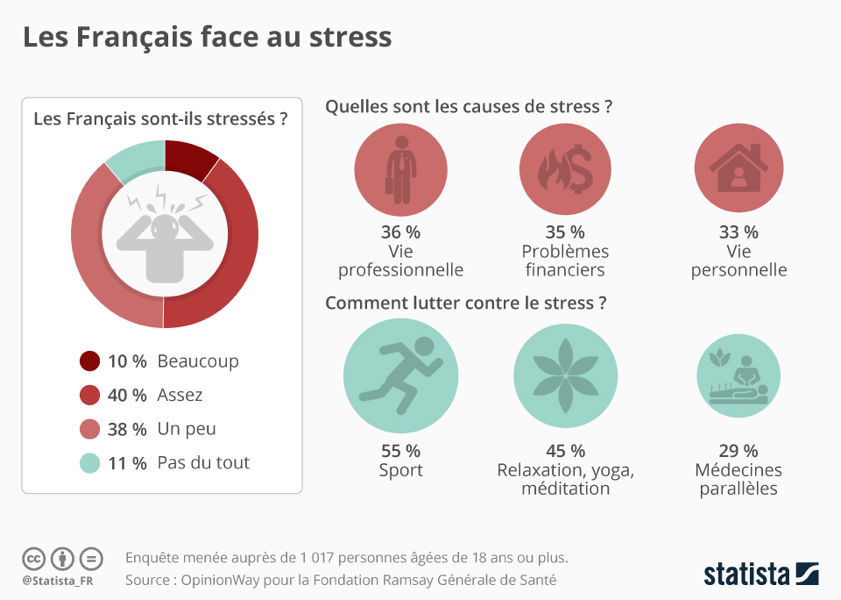 Les Français face au stress
Les Français sont-ils stressés ?
10 % Beaucoup
40 % Assez
38 % Un peu
11 % Pas du tout
Quelles sont les causes de stress ?
36 %
Vie
professionnelle
35 %
Problèmes
financiers
33 %
Vie
personnelle
Comment lutter contre le stress ?
55 %
Sport
45 %
Relaxation, yoga,
méditation
29 %
Médecines
parallèles
cc
@Statista_FR
Enquête menée auprès de 1 017 personnes âgées de 18 ans ou plus.
Source : OpinionWay pour la Fondation Ramsay Générale de Santé
statista